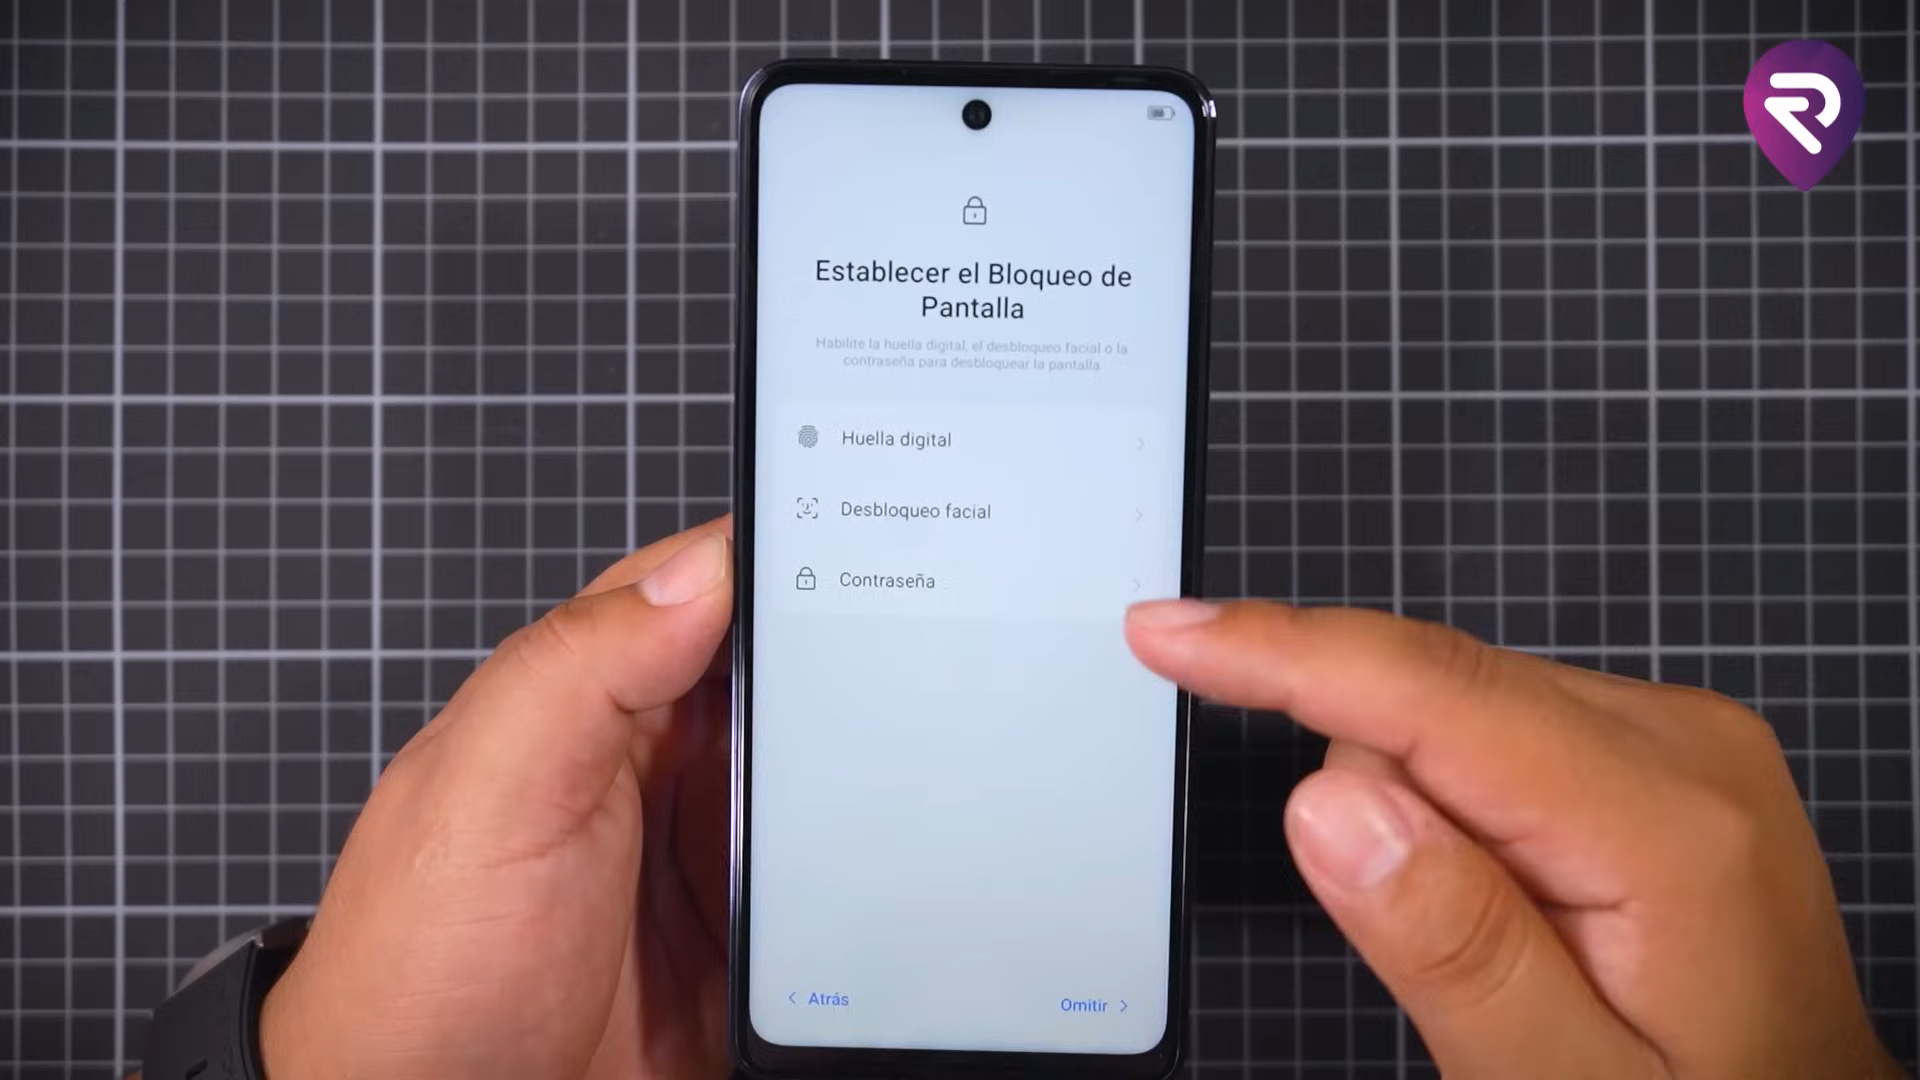 Establecer el Bloqueo de
Pantalla
Habilite la huella digital, el desbloqueo facial o la
contraseña para desbloquear la pantalla
Huella digital
Desbloqueo facial
Contraseña
Atrás
Omitir